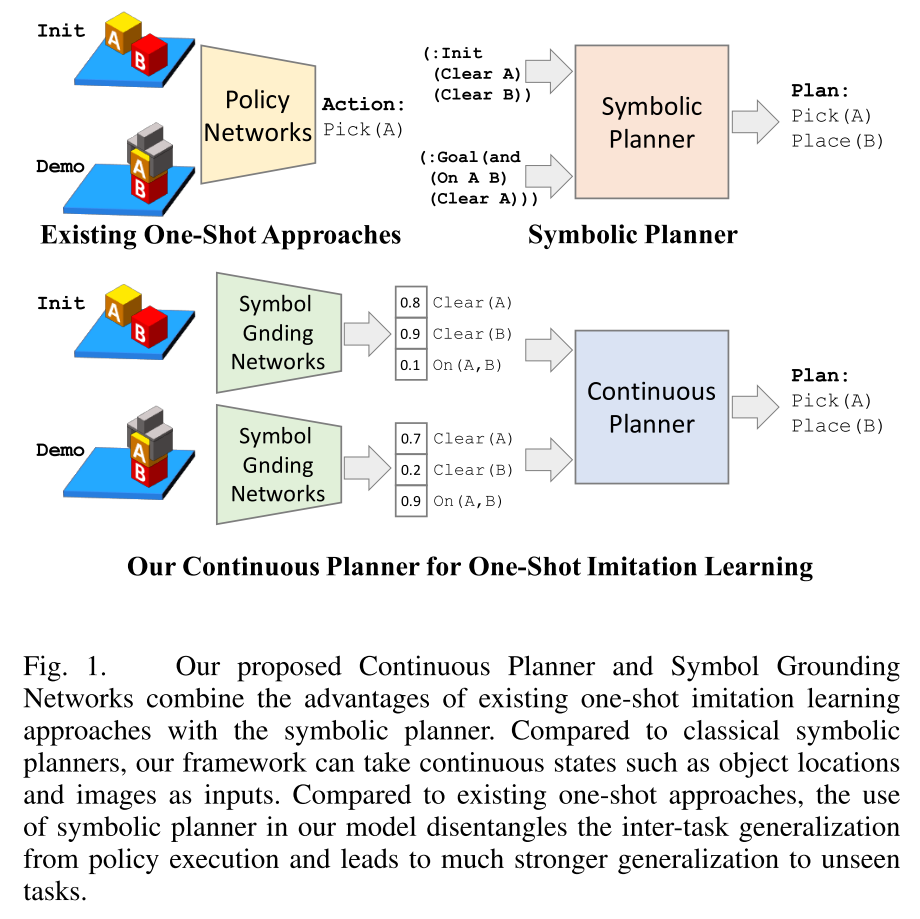 Init
A
B
Demo
A
B
Policy
Networks
Action:
Pick(A)
Existing One-Shot Approaches
(:Init
(Clear A)
(Clear B))
(:Goal(and
(On A B)
(Clear A)))
Symbolic
Planner
Plan:
Pick(A)
Place(B)
Symbolic Planner
Init
A
B
Symbol
Gnding
Networks
0.8 Clear(A)
0.9 Clear(B)
0.1 On(A,B)
Demo
A
B
Symbol
Gnding
Networks
0.7 Clear(A)
0.2 Clear(B)
0.9 On(A,B)
Continuous
Planner
Plan:
Pick(A)
Place(B)
Our Continuous Planner for One-Shot Imitation Learning
Fig. 1. Our proposed Continuous Planner and Symbol Grounding
Networks combine the advantages of existing one-shot imitation learning
approaches with the symbolic planner. Compared to classical symbolic
planners, our framework can take continuous states such as object locations
and images as inputs. Compared to existing one-shot approaches, the use
of symbolic planner in our model disentangles the inter-task generalization
from policy execution and leads to much stronger generalization to unseen
tasks.